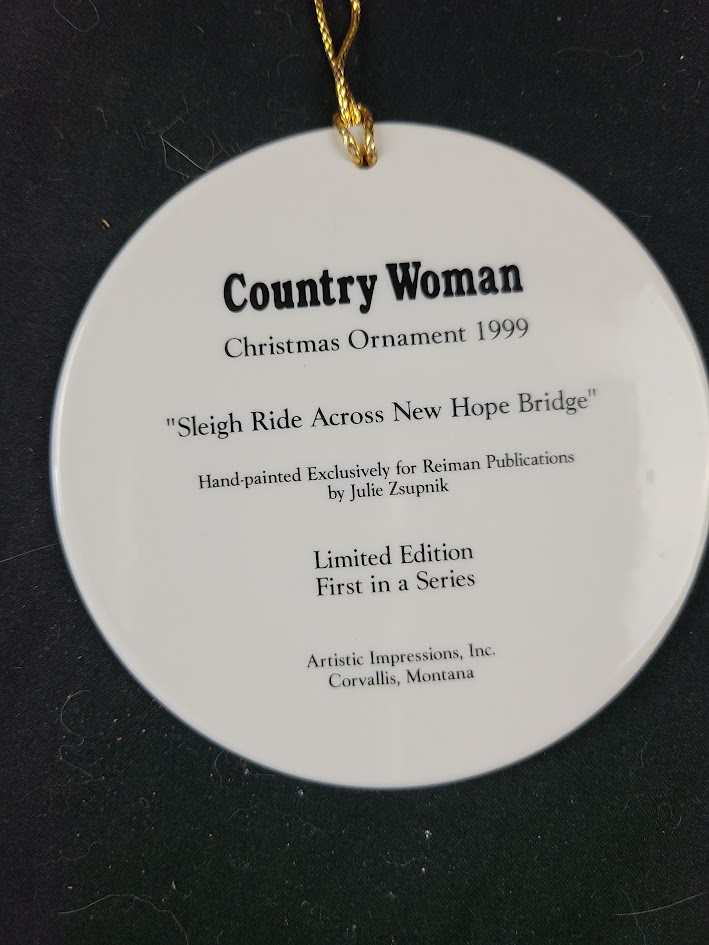 Country Woman
Christmas Ornament 1999
"Sleigh Ride Across New Hope Bridge"
Hand-painted Exclusively for Reiman Publications
by Julie Zsupnik
Limited Edition
First in a Series
Artistic Impressions, Inc.
Corvallis, Montana